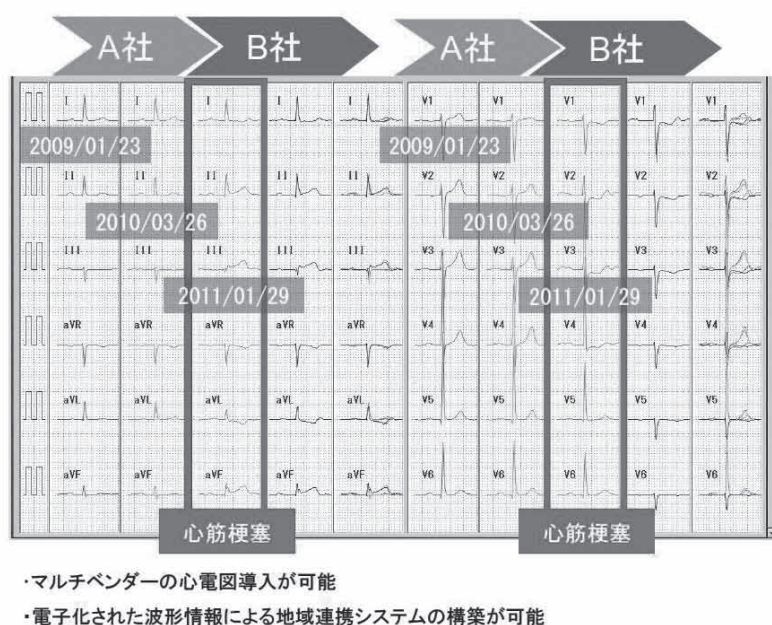 A社 B社 A社 B社
I I I I I V1 V1 V1 V1 V1
2009/01/23 2009/01/23
II II II II II V2 V2 V2 V2 V2
2010/03/26 2010/03/26
III III III III III V3 V3 V3 V3 V3
2011/01/29 2011/01/29
aVR aVR aVR aVR aVR V4 V4 V4 V4 V4
aVL aVL aVL aVL aVL V5 V5 V5 V5 V5
aVF aVF aVF aVF aVF V6 V6 V6 V6 V6
心筋梗塞 心筋梗塞
・マルチベンダーの心電図導入が可能
・電子化された波形情報による地域連携システムの構築が可能